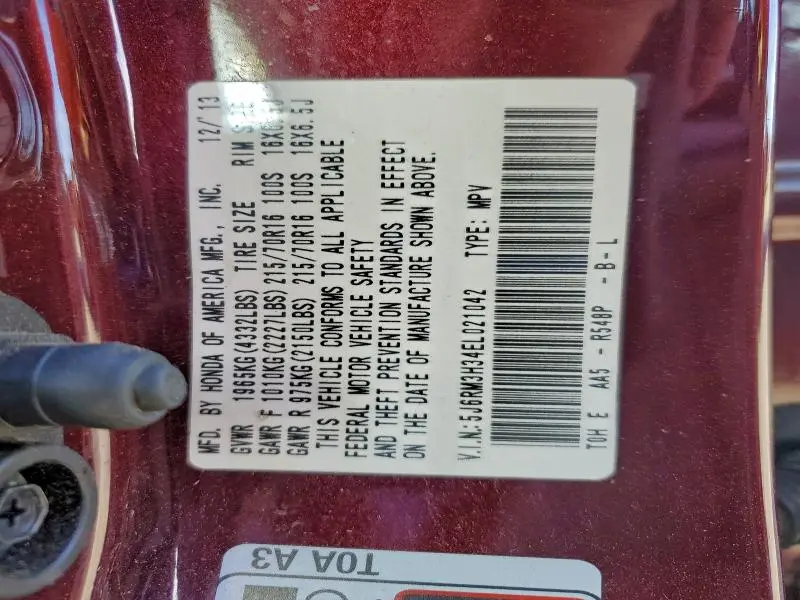 MFD. BY HONDA OF AMERICA MFG., INC. 12/'13
GVWR 1965KG(4332LBS) TIRE SIZE RIM SIZE
GAWR F 1010KG(2227LBS) 215/70R16 100S 16X6.5J
GAWR R 975KG(2150LBS) 215/70R16 100S 16X6.5J
THIS VEHICLE CONFORMS TO ALL APPLICABLE
FEDERAL MOTOR VEHICLE SAFETY
AND THEFT PREVENTION STANDARDS IN EFFECT
ON THE DATE OF MANUFACTURE SHOWN ABOVE.
V.I.N:5J6RM3H34EL021042 TYPE: MPV
T0H E AA5 - R548P - B - L
T0A A3